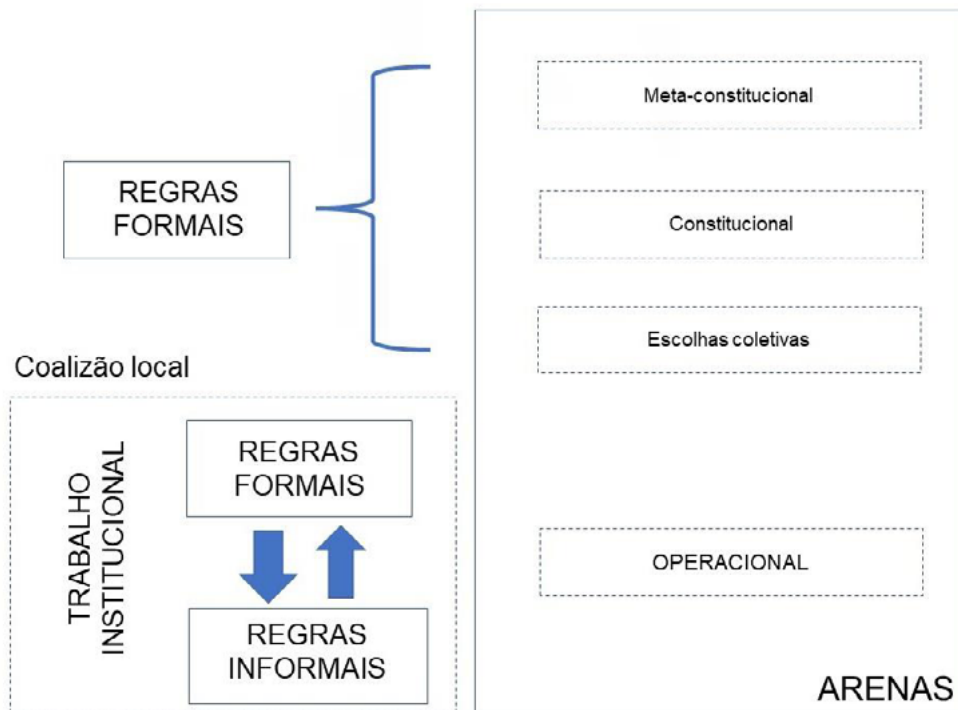 Meta-constitucional
REGRAS
FORMAIS
Constitucional
Escolhas coletivas
Coalizão local
TRABALHO
INSTITUCIONAL
REGRAS
FORMAIS
OPERACIONAL
REGRAS
INFORMAIS
ARENAS